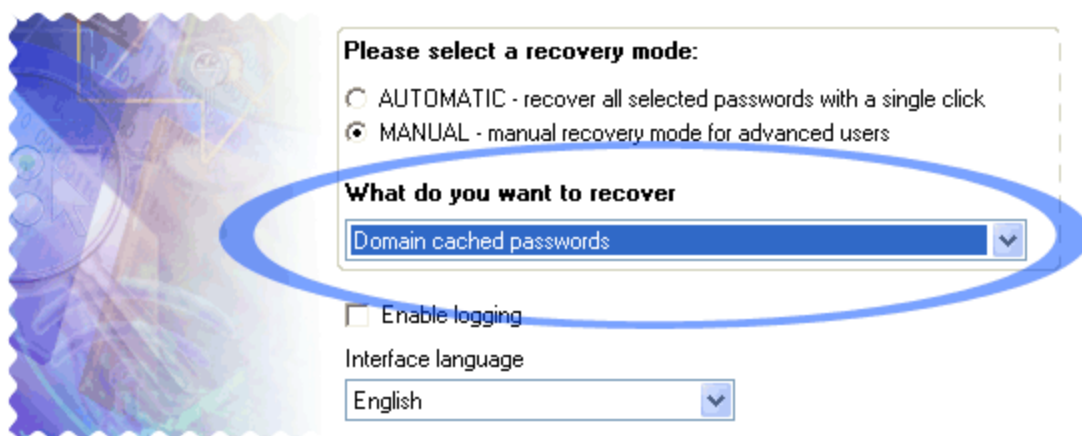 Please select a recovery mode:
AUTOMATIC - recover all selected passwords with a single click
MANUAL - manual recovery mode for advanced users
What do you want to recover
Domain cached passwords
Enable logging
Interface language
English